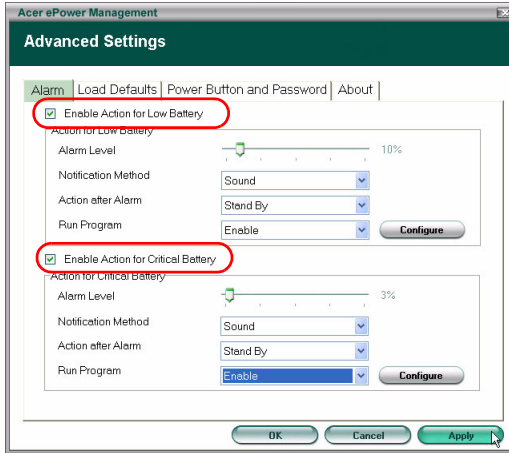 Acer ePower Management
Advanced Settings
Alarm Load Defaults Power Button and Password About
Enable Action for Low Battery
Action for Low Battery
Alarm Level 10%
Notification Method Sound
Action after Alarm Stand By
Run Program Enable Configure
Enable Action for Critical Battery
Action for Critical Battery
Alarm Level 3%
Notification Method Sound
Action after Alarm Stand By
Run Program Enable Configure
OK Cancel Apply